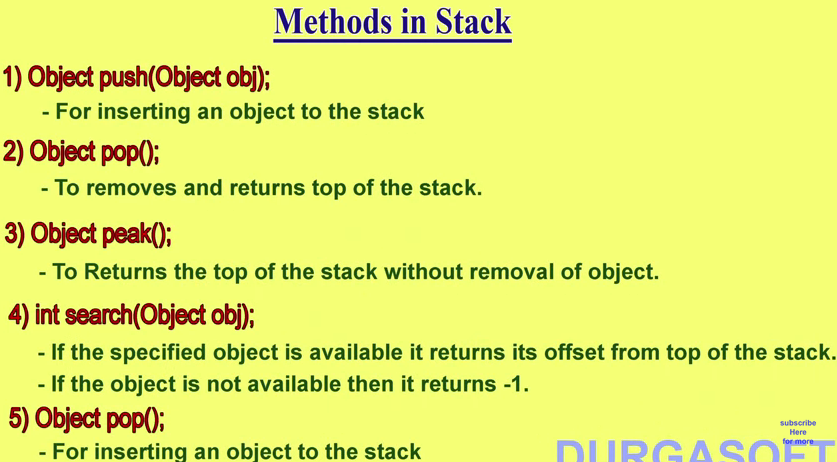 Methods in Stack
1) Object push(Object obj);
- For inserting an object to the stack
2) Object pop();
- To removes and returns top of the stack.
3) Object peak();
- To Returns the top of the stack without removal of object.
4) int search(Object obj);
- If the specified object is available it returns its offset from top of the stack.
- If the object is not available then it returns -1.
5) Object pop();
- For inserting an object to the stack
subscribe
Here
for more
DURGASOFT